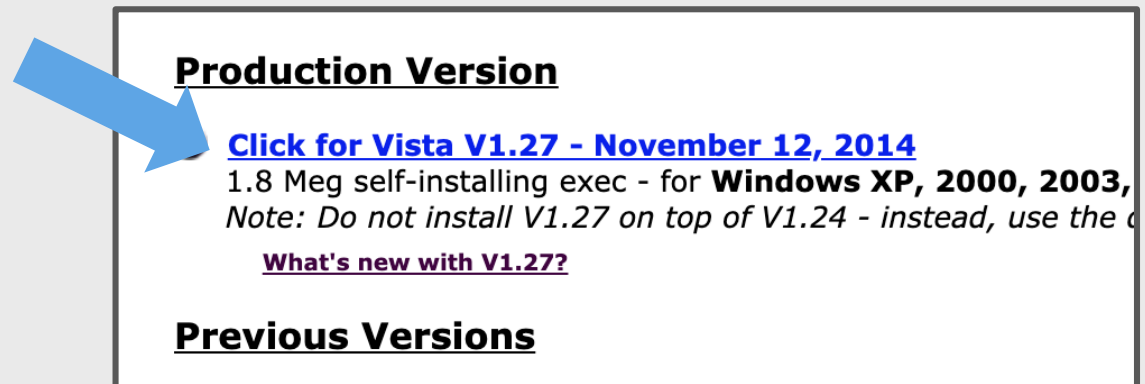 Production Version
Click for Vista V1.27 - November 12, 2014
1.8 Meg self-installing exec - for Windows XP, 2000, 2003,
Note: Do not install V1.27 on top of V1.24 - instead, use the
What's new with V1.27?
Previous Versions